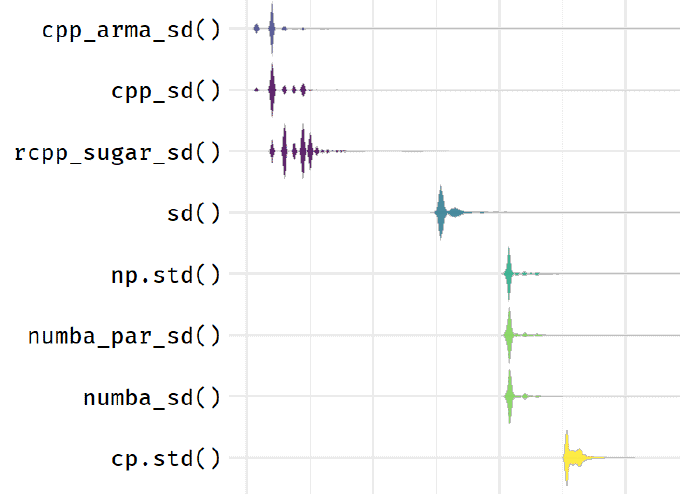 cpp_arma_sd()
cpp_sd()
rcpp_sugar_sd()
sd()
np.std()
numba_par_sd()
numba_sd()
cp.std()